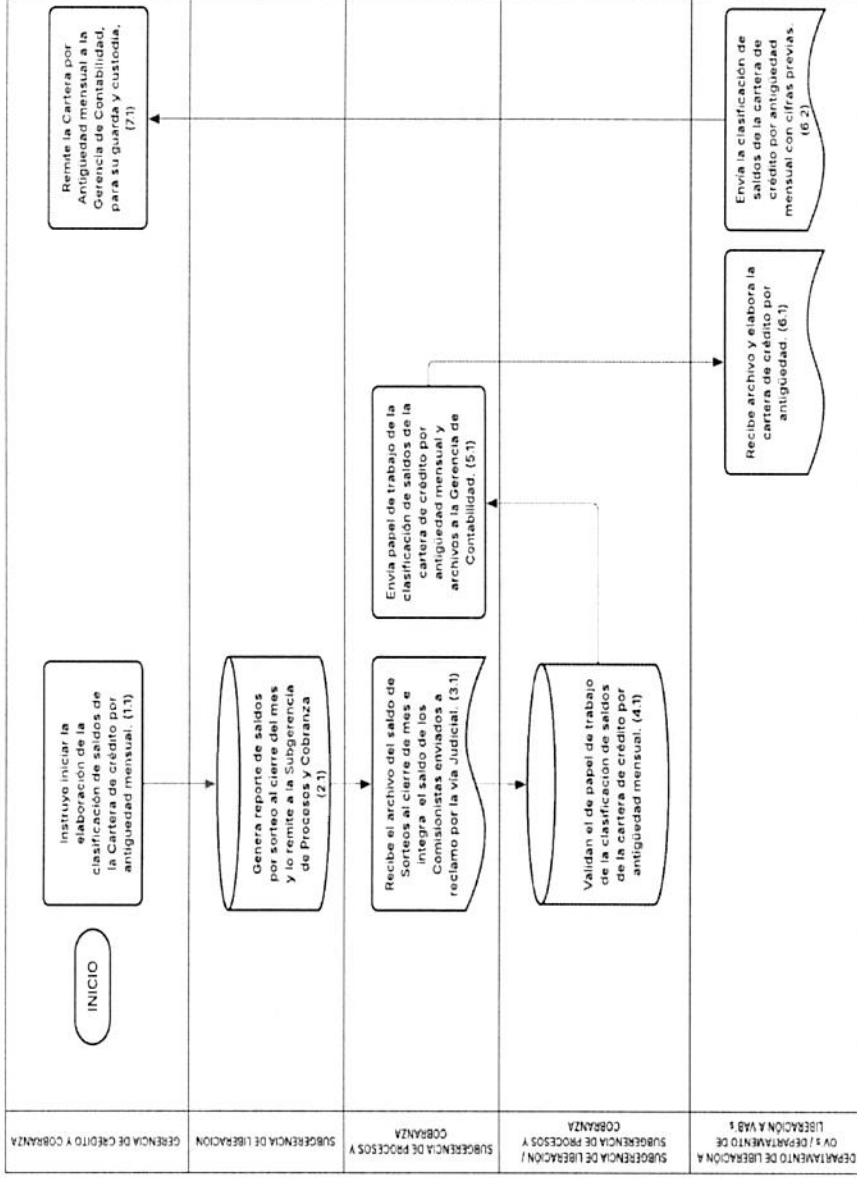 GERENCIA DE CRÉDITO Y COBRANZA
INICIO
Instruye iniciar la
elaboración de la
clasificación de saldos de
la Cartera de crédito por
antigüedad mensual. (1.1)
Remite la Cartera por
Antigüedad mensual a la
Gerencia de Contabilidad,
para su guarda y custodia,
(7.1)
SUBGERENCIA DE LIBERACIÓN
Genera reporte de saldos
por sorteo al cierre del mes
y lo remite a la Subgerencia
de Procesos y Cobranza
(2.1)
SUBGERENCIA DE PROCESOS Y
COBRANZA
Recibe el archivo del saldo de
Sorteos al cierre de mes e
integra el saldo de los
Comisionistas enviados a
reclamo por la vía Judicial. (3.1)
Envía papel de trabajo de la
clasificación de saldos de la
cartera de crédito por
antigüedad mensual y
archivos a la Gerencia de
Contabilidad. (5.1)
SUBGERENCIA DE LIBERACIÓN /
SUBGERENCIA DE PROCESOS Y
COBRANZA
Validan el de papel de trabajo
de la clasificación de saldos
de la cartera de crédito por
antigüedad mensual. (4.1)
DEPARTAMENTO DE LIBERACIÓN A
OV s / DEPARTAMENTO DE
LIBERACIÓN A VAB s
Recibe archivo y elabora la
cartera de crédito por
antigüedad. (6.1)
Envía la clasificación de
saldos de la cartera de
crédito por antigüedad
mensual con cifras previas.
(6.2)